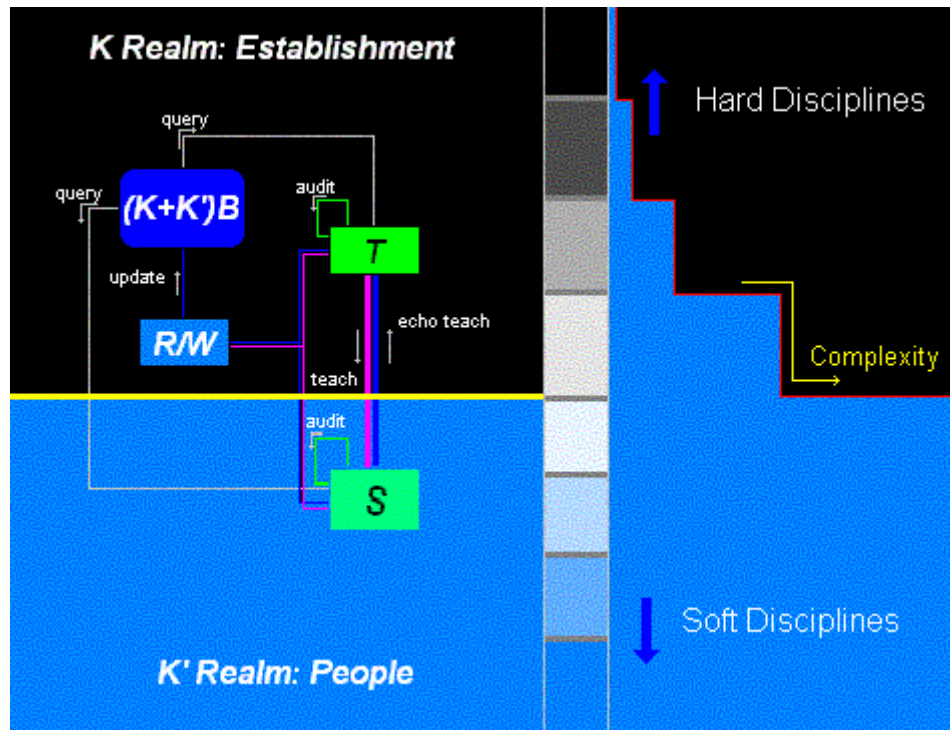 K Realm: Establishment
Hard Disciplines
query
query
audit
(K+K')B
T
update
echo teach
R/W
Complexity
teach
audit
S
Soft Disciplines
K' Realm: People